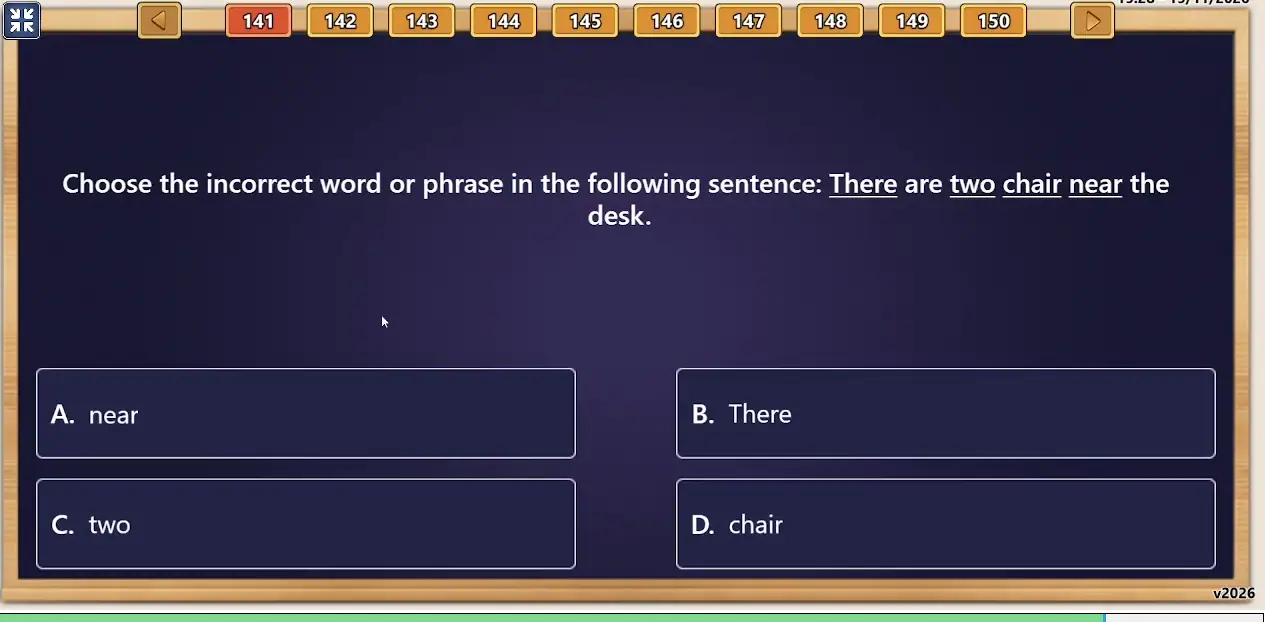 141 142 143 144 145 146 147 148 149 150
Choose the incorrect word or phrase in the following sentence: There are two chair near the
desk.
A. near
B. There
C. two
D. chair
v2026